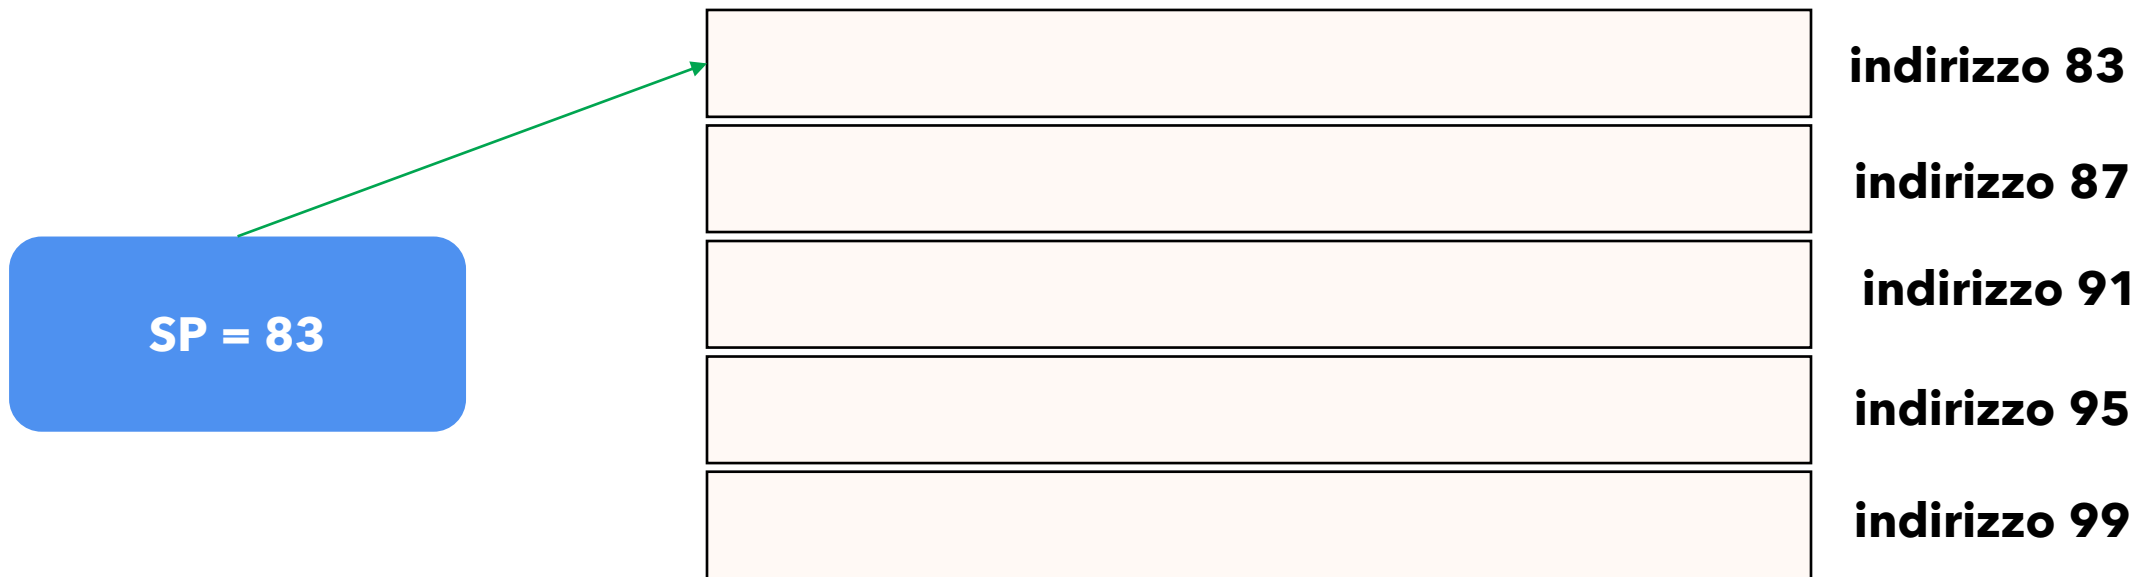 indirizzo 83
indirizzo 87
indirizzo 91
SP = 83
indirizzo 95
indirizzo 99